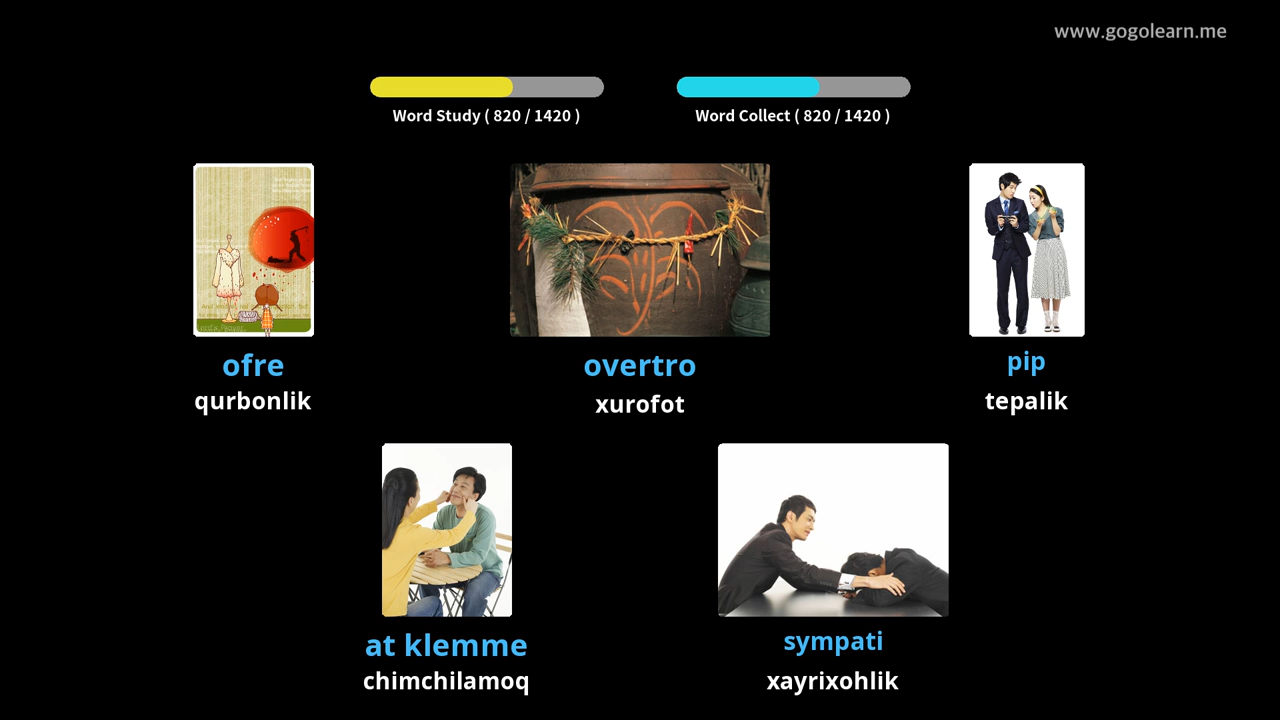 www.gogolearn.me
Word Study ( 820 / 1420 )
Word Collect ( 820 / 1420 )
ofre
qurbonlik
overtro
xurofot
pip
tepalik
at klemme
chimchilamoq
sympati
xayrixohlik